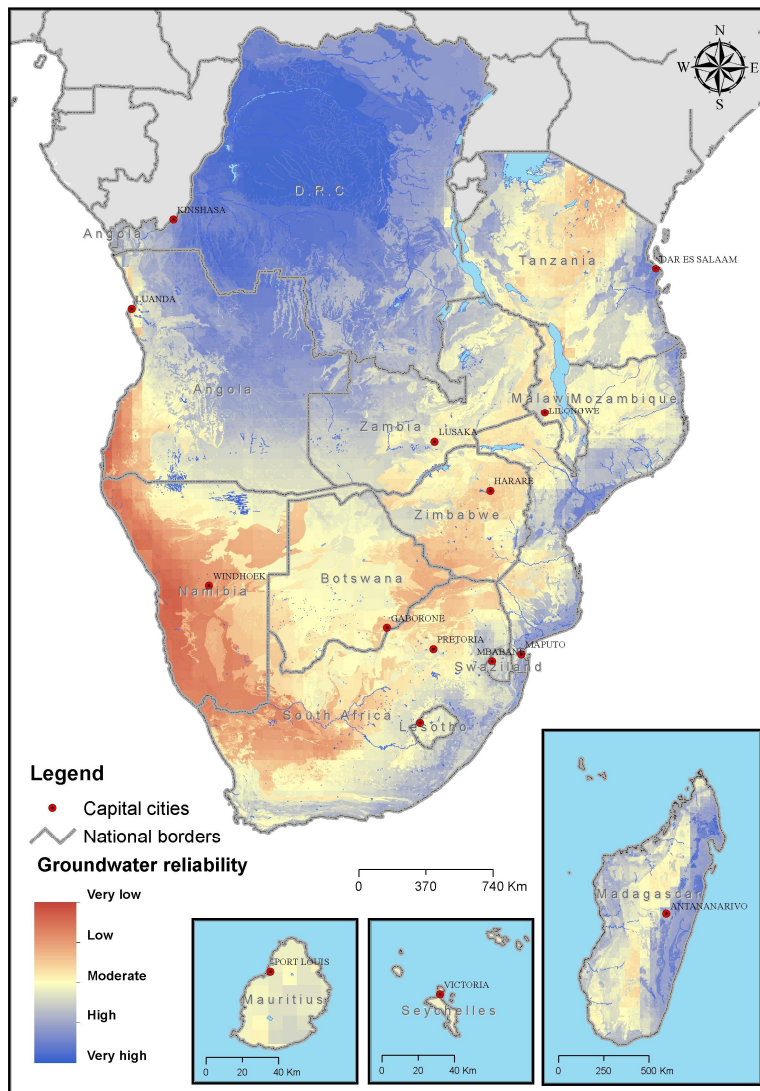 N
W E
S
D.R.C
KINSHASA
Angola
Tanzania
DAR ES SALAAM
LUANDA
Angola
Malawi
Mozambique
LILONGWE
Zambia
LUSAKA
HARARE
Zimbabwe
Botswana
WINDHOEK
Namibia
GABORONE
PRETORIA
MBABANE
MAPUTO
Swaziland
South Africa
Lesotho
Legend
Capital cities
National borders
Groundwater reliability
Very low
Low
Moderate
High
Very high
0 370 740 Km
PORT LOUIS
Mauritius
0 20 40 Km
VICTORIA
Seychelles
0 20 40 Km
Madagascar
ANTANANARIVO
0 250 500 Km